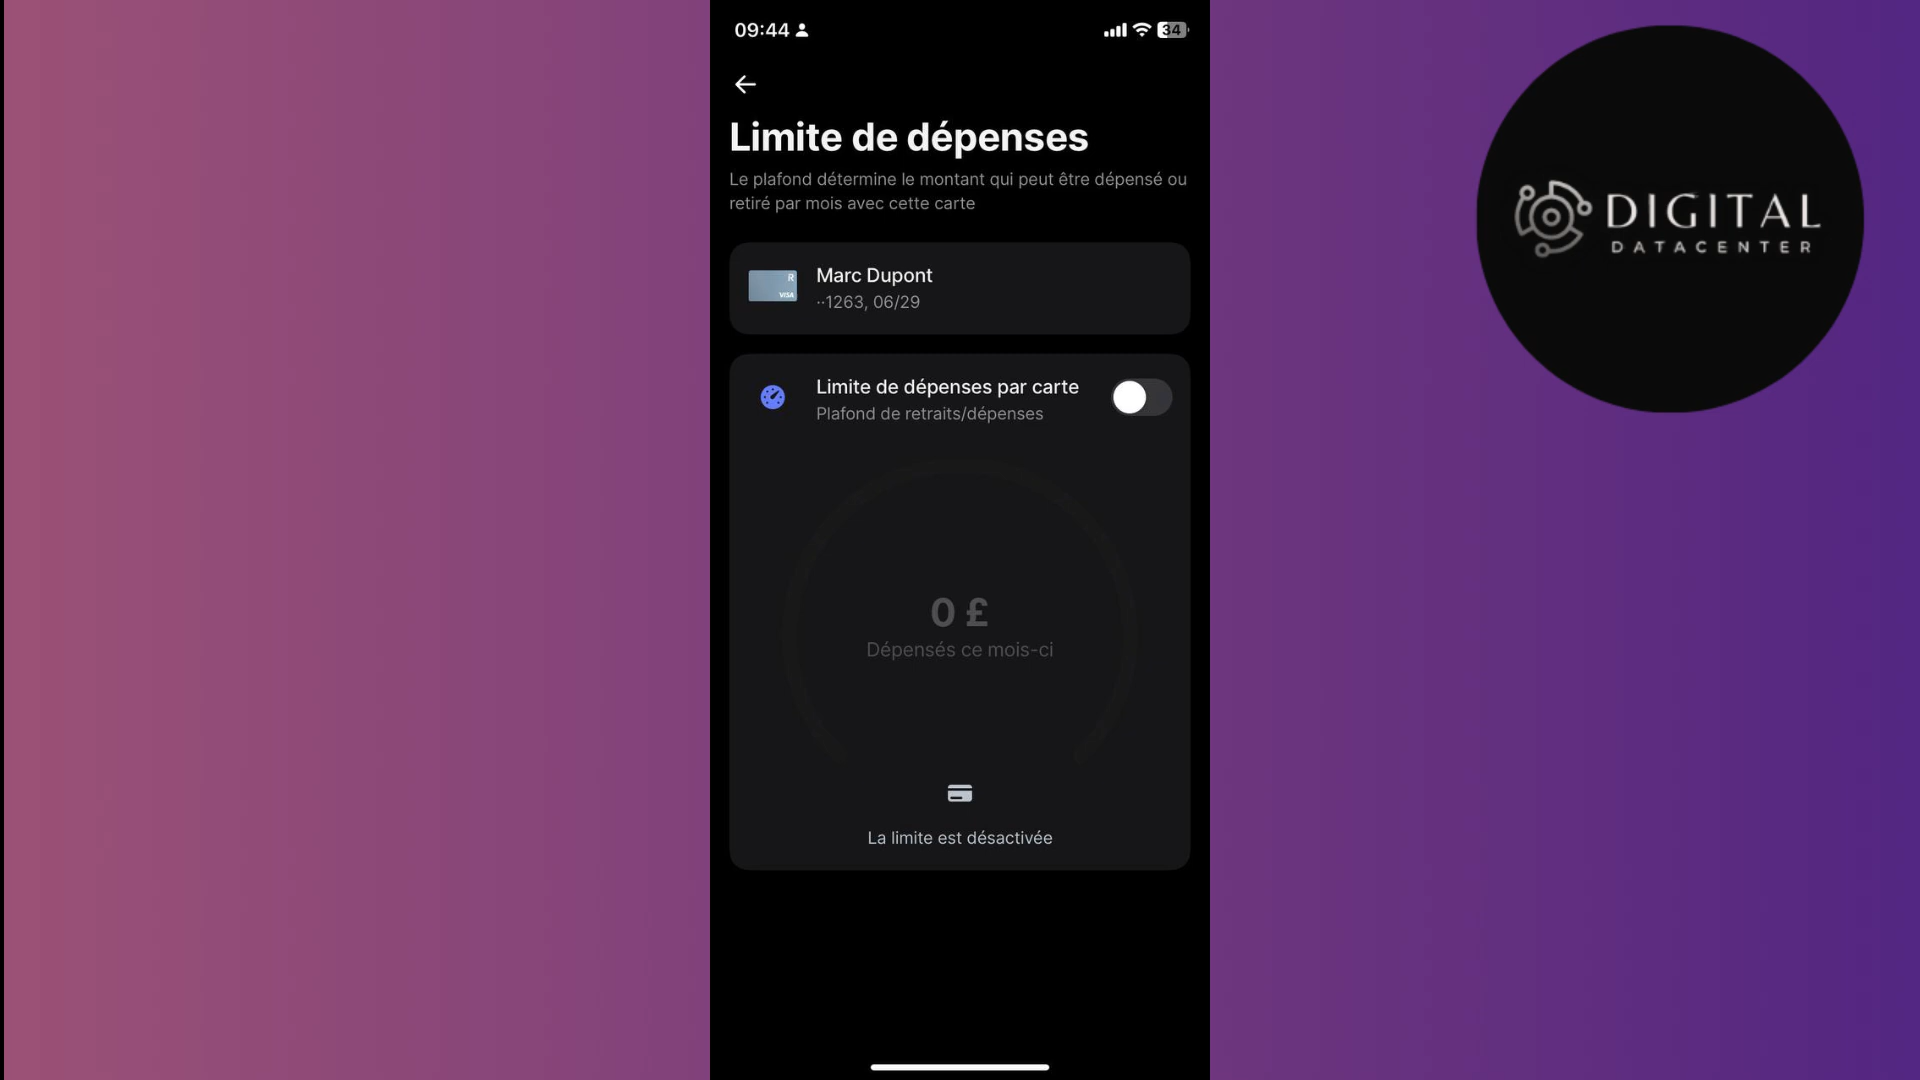 09:44
34
Limite de dépenses
Le plafond détermine le montant qui peut être dépensé ou
retiré par mois avec cette carte
R
VISA
Marc Dupont
··1263, 06/29
Limite de dépenses par carte
Plafond de retraits/dépenses
0 £
Dépensés ce mois-ci
La limite est désactivée
DIGITAL
DATACENTER